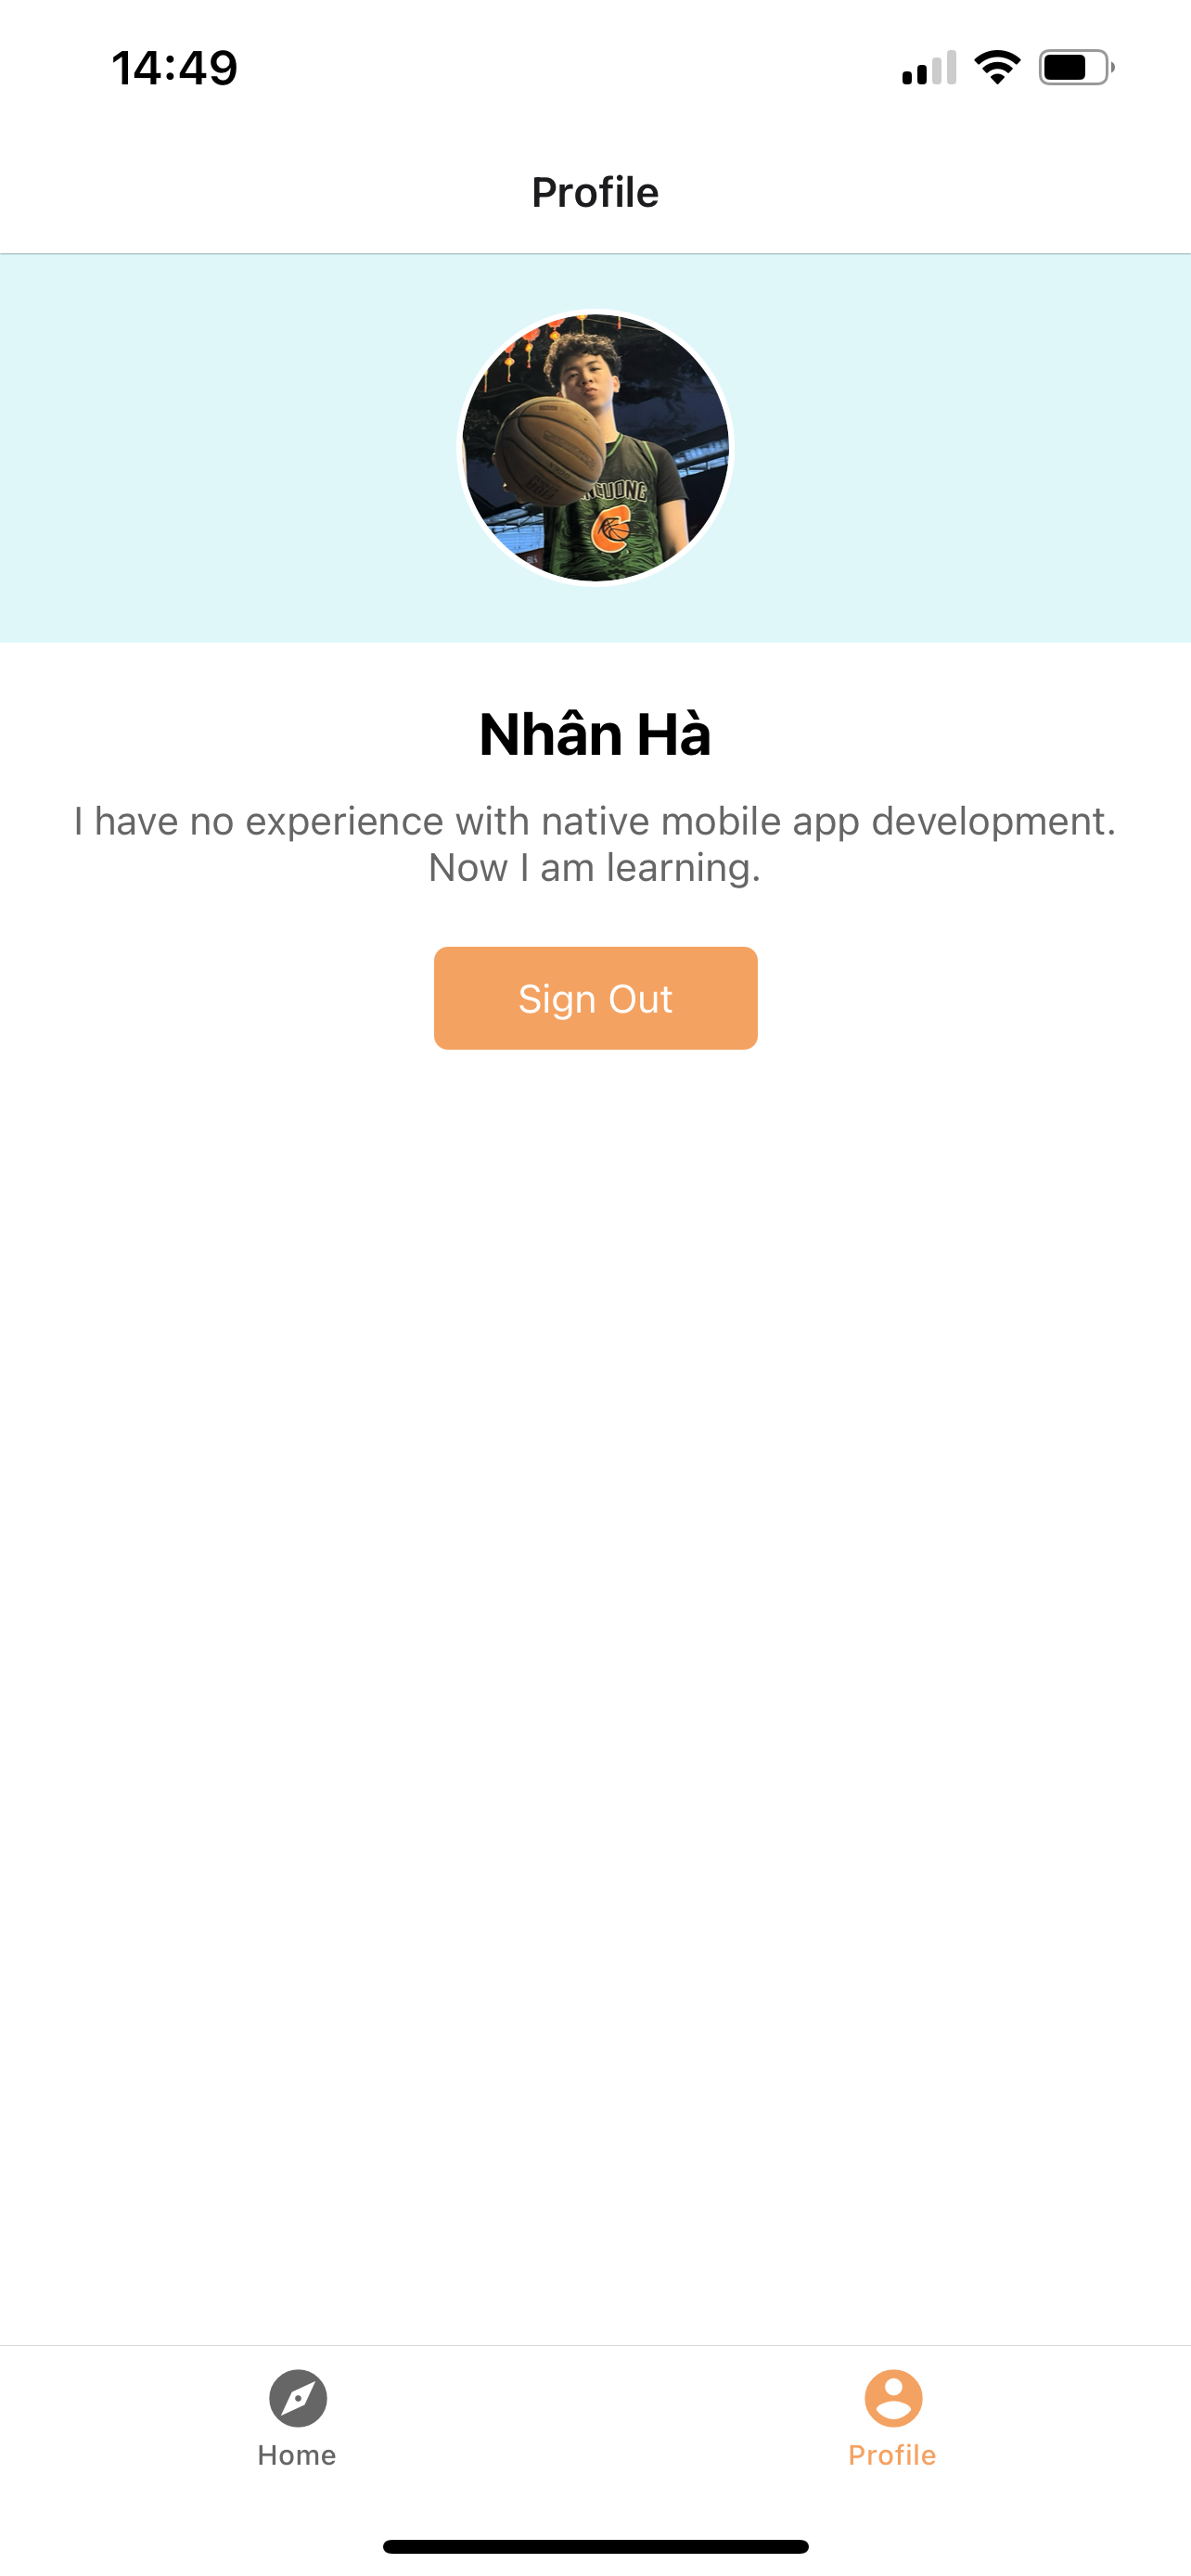 14:49
Profile
Nhân Hà
I have no experience with native mobile app development.
Now I am learning.
Sign Out
Home
Profile